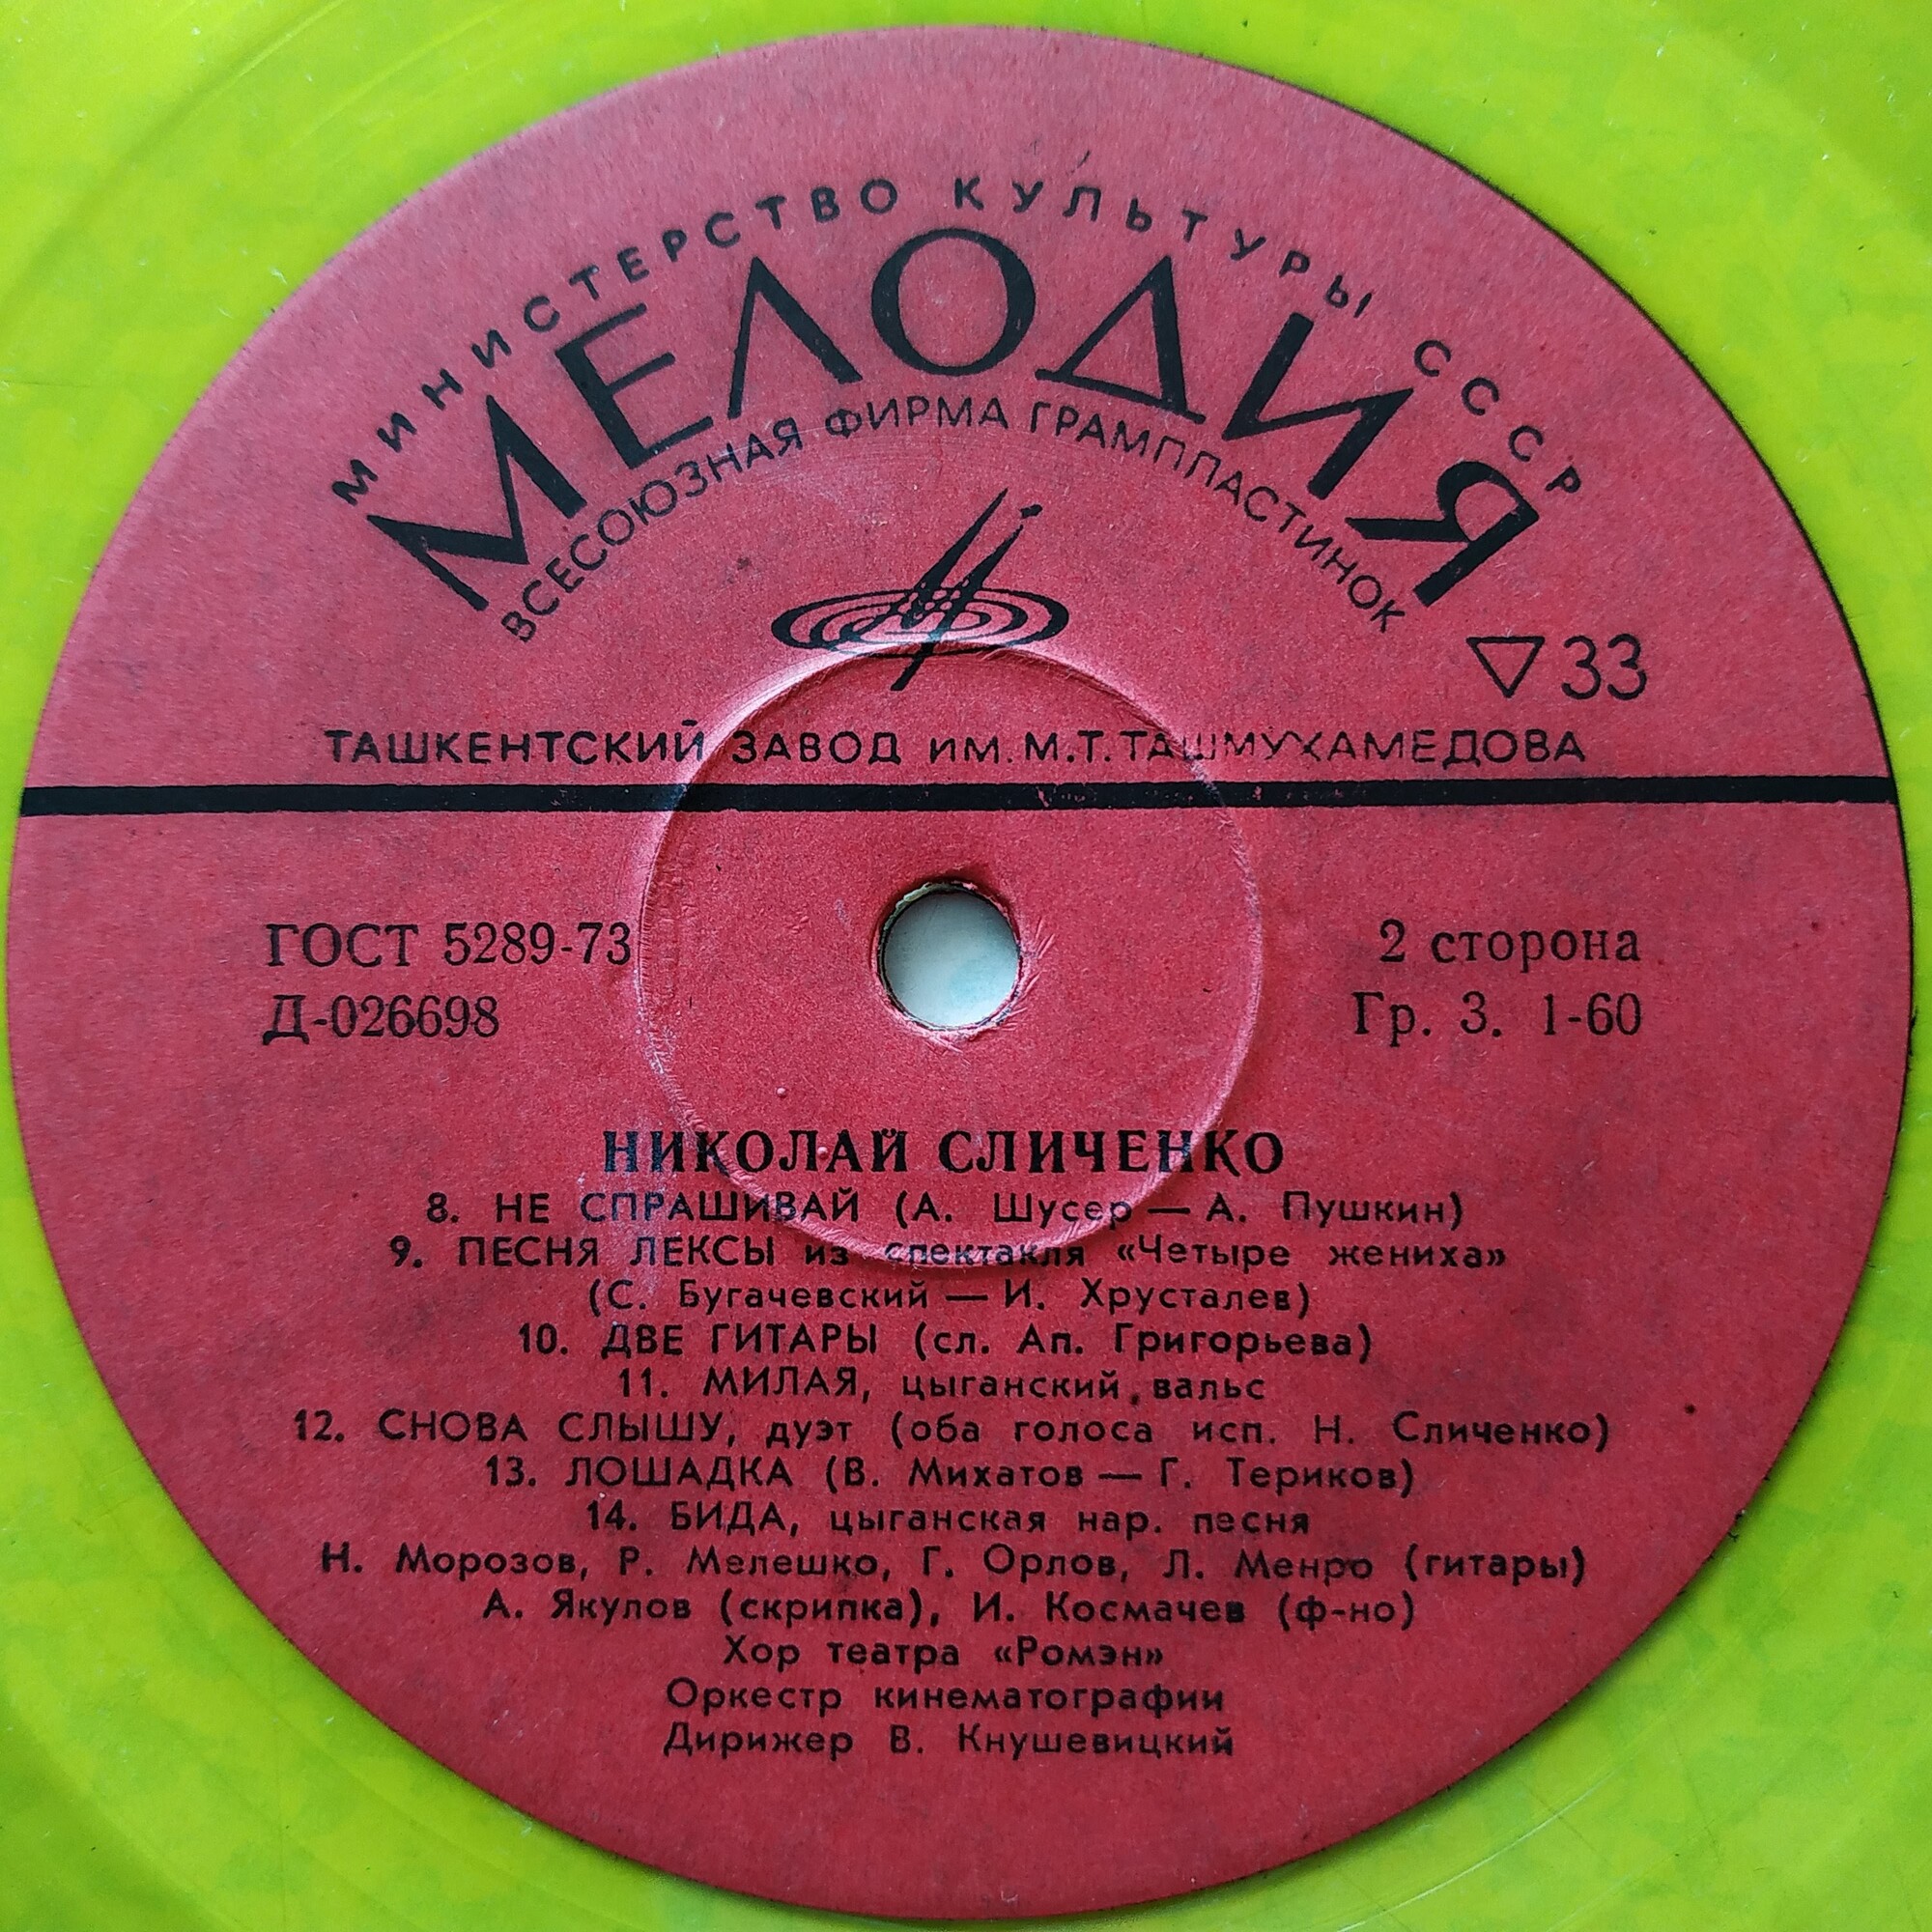 МИНИСТЕРСТВО КУЛЬТУРЫ СССР
МЕЛОДИЯ
ВСЕСОЮЗНАЯ ФИРМА ГРАМПЛАСТИНОК
33
ТАШКЕНТСКИЙ ЗАВОД ИМ. М.Т. ТАШМУХАМЕДОВА
ГОСТ 5289-73 2 сторона
Д-026698 Гр. 3. 1-60
НИКОЛАЙ СЛИЧЕНКО
8. НЕ СПРАШИВАЙ (А. Шусер — А. Пушкин)
9. ПЕСНЯ ЛЕКСЫ из спектакля «Четыре жениха»
(С. Бугачевский — И. Хрусталев)
10. ДВЕ ГИТАРЫ (сл. Ап. Григорьева)
11. МИЛАЯ, цыганский вальс
12. СНОВА СЛЫШУ, дуэт (оба голоса исп. Н. Сличенко)
13. ЛОШАДКА (В. Михатов — Г. Териков)
14. БИДА, цыганская нар. песня
Н. Морозов, Р. Мелешко, Г. Орлов, Л. Менро (гитары)
А. Якулов (скрипка), И. Космачев (ф-но)
Хор театра «Ромэн»
Оркестр кинематографии
Дирижер В. Кнушевицкий